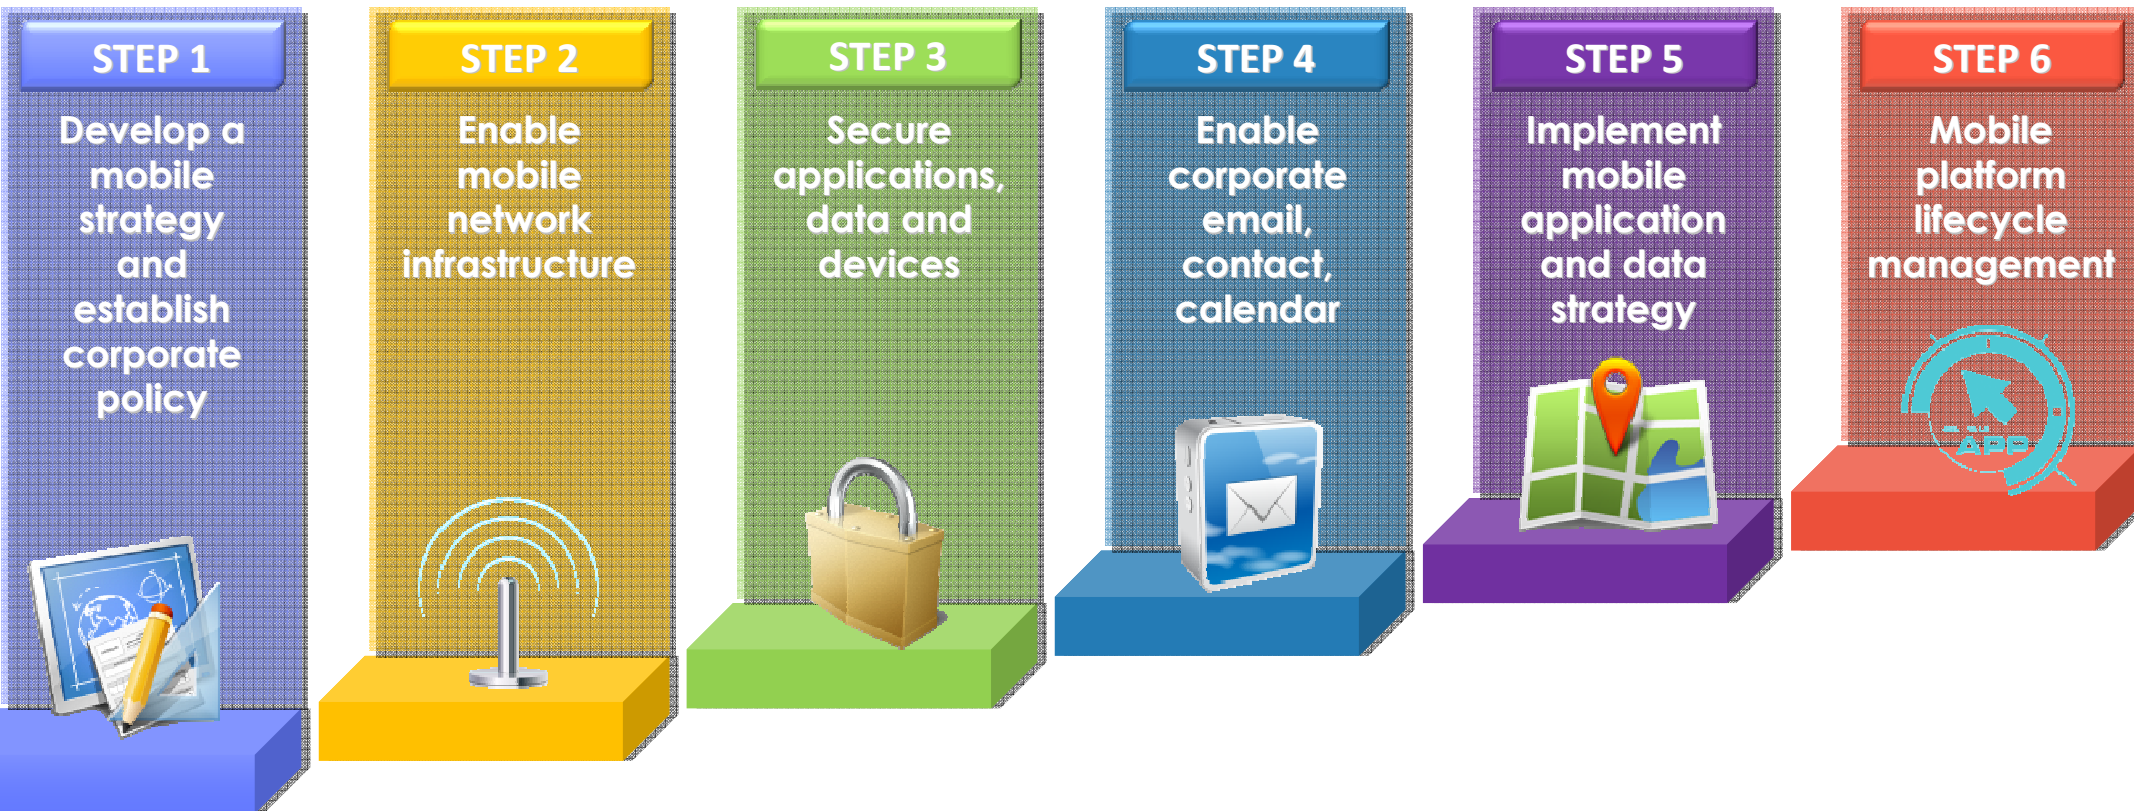 STEP 1
Develop a
mobile
strategy
and
establish
corporate
policy
STEP 2
Enable
mobile
network
infrastructure
STEP 3
Secure
applications,
data and
devices
STEP 4
Enable
corporate
email,
contact,
calendar
STEP 5
Implement
mobile
application
and data
strategy
STEP 6
Mobile
platform
lifecycle
management
APP